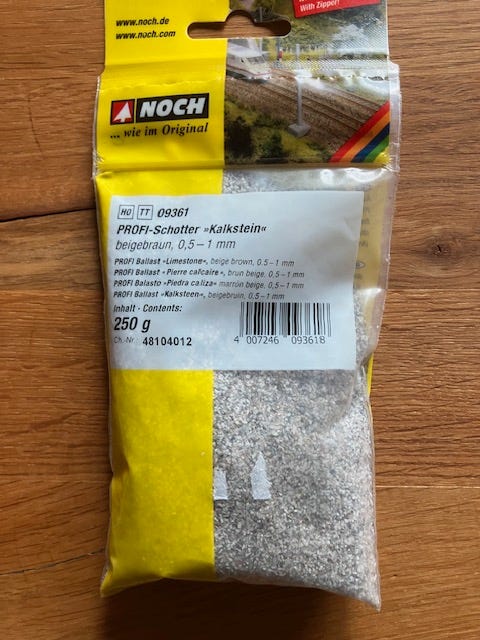 www.noch.de
www.noch.com
With Zipper!
NOCH
... wie im Original
H0 TT 09361
PROFI-Schotter »Kalkstein«
beigebraun, 0,5–1 mm
PROFI Ballast »Limestone«, beige brown, 0,5–1 mm
PROFI Ballast »Pierre calcaire«, brun beige, 0,5–1 mm
PROFI Balasto »Piedra caliza« marrón beige, 0,5–1 mm
PROFI Ballast »Kalksteen«, beigebruin, 0,5–1 mm
Inhalt · Contents:
250 g
Ch.-Nr. 48104012
4 007246 093618